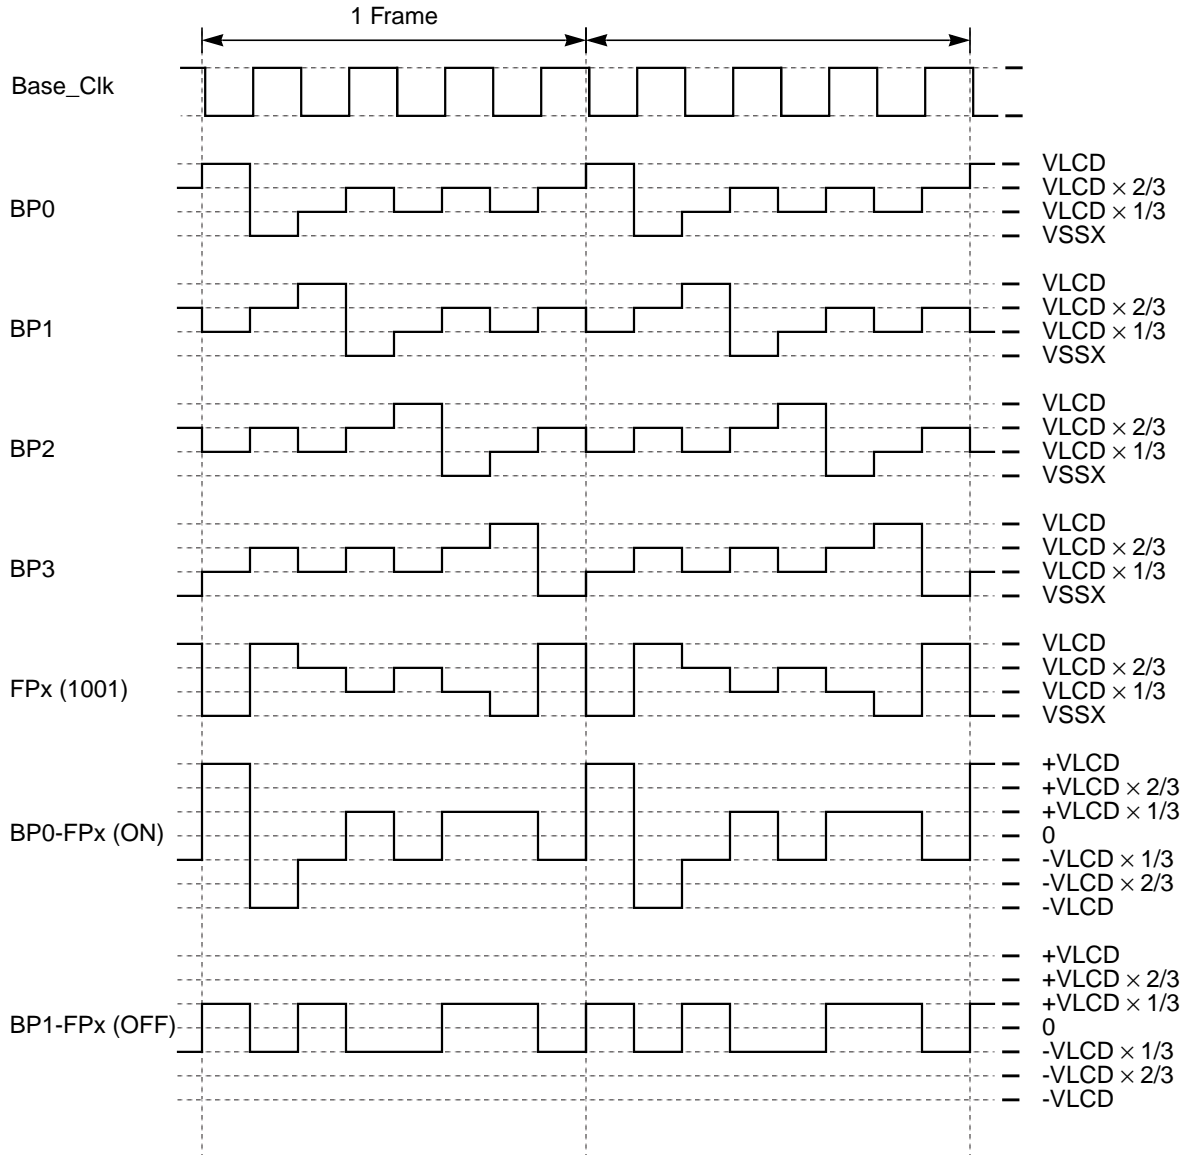 1 Frame
Base_Clk
BP0
VLCD
VLCD × 2/3
VLCD × 1/3
VSSX
BP1
VLCD
VLCD × 2/3
VLCD × 1/3
VSSX
BP2
VLCD
VLCD × 2/3
VLCD × 1/3
VSSX
BP3
VLCD
VLCD × 2/3
VLCD × 1/3
VSSX
FPx (1001)
VLCD
VLCD × 2/3
VLCD × 1/3
VSSX
BP0-FPx (ON)
+VLCD
+VLCD × 2/3
+VLCD × 1/3
0
-VLCD × 1/3
-VLCD × 2/3
-VLCD
BP1-FPx (OFF)
+VLCD
+VLCD × 2/3
+VLCD × 1/3
0
-VLCD × 1/3
-VLCD × 2/3
-VLCD